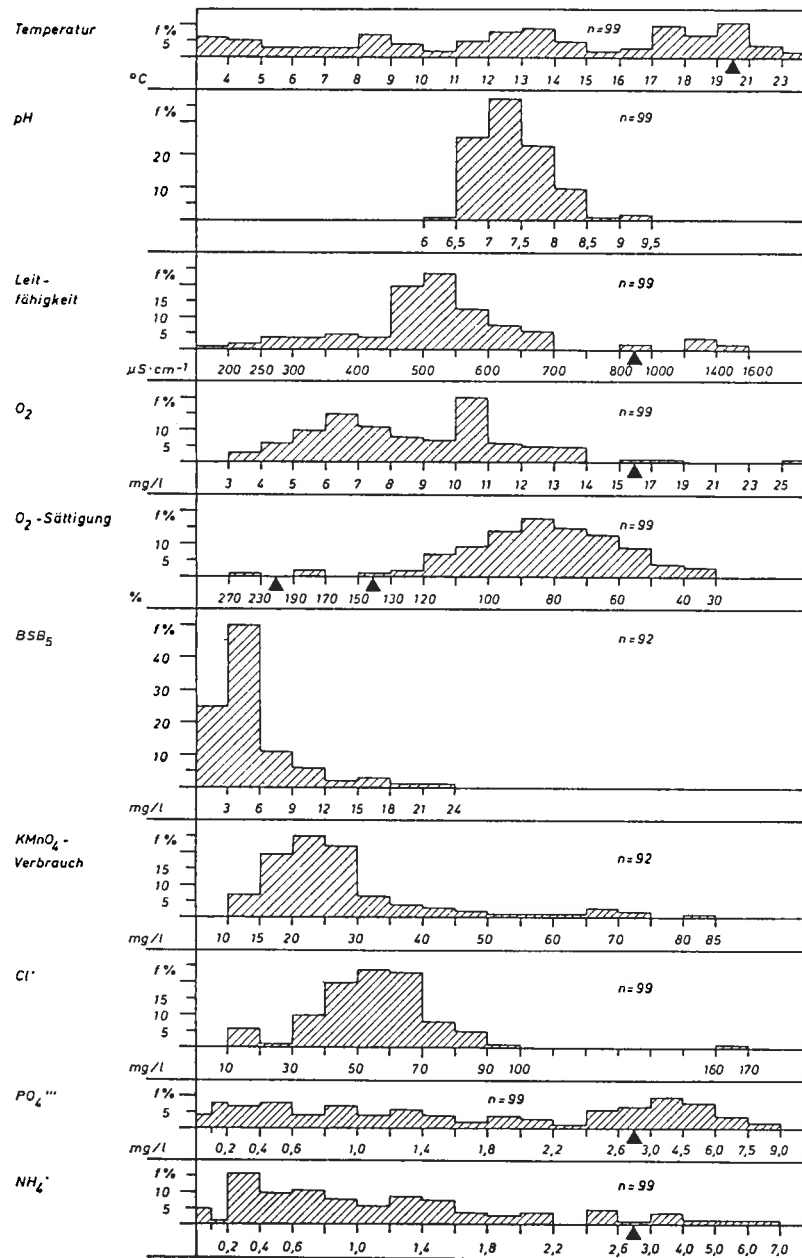 Temperatur f % n=99
5
°C 4 5 6 7 8 9 10 11 12 13 14 15 16 17 18 19 21 23
pH f % n=99
20
10
6 6,5 7 7,5 8 8,5 9 9,5
Leit- f % n=99
fähigkeit
15
10
5
µS·cm⁻¹ 200 250 300 400 500 600 700 800 1000 1400 1600
O₂ f % n=99
10
5
mg/l 3 4 5 6 7 8 9 10 11 12 13 14 15 17 19 21 23 25
O₂-Sättigung f % n=99
10
5
% 270 230 190 170 150 130 120 100 80 60 40 30
BSB₅ f % n=92
40
30
20
10
mg/l 3 6 9 12 15 18 21 24
KMnO₄- f % n=92
Verbrauch
15
10
5
mg/l 10 15 20 30 40 50 60 70 80 85
Cl' f % n=99
15
10
5
mg/l 10 30 50 70 90 100 160 170
PO₄''' f % n=99
5
mg/l 0,2 0,4 0,6 1,0 1,4 1,8 2,2 2,6 3,0 4,5 6,0 7,5 9,0
NH₄· f % n=99
10
5
0,2 0,4 0,6 1,0 1,4 1,8 2,2 2,6 3,0 4,0 5,0 6,0 7,0